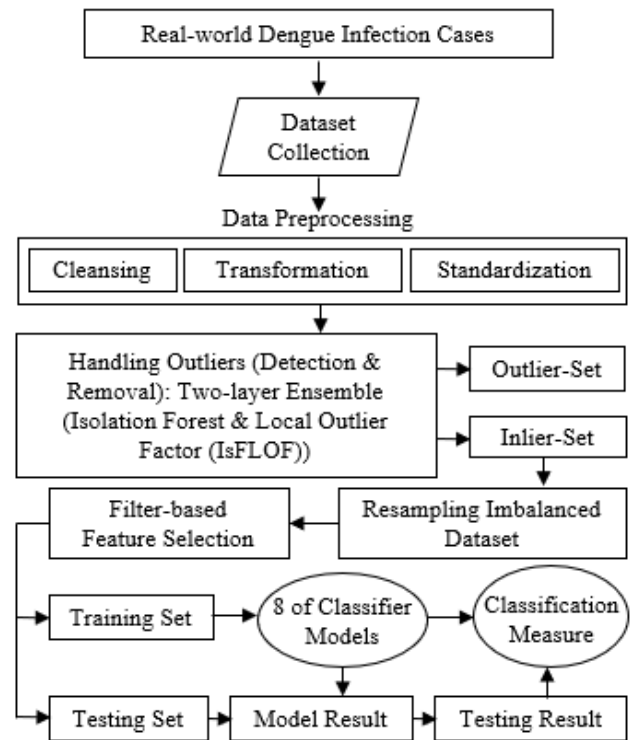 Real-world Dengue Infection Cases
Dataset
Collection
Data Preprocessing
Cleansing
Transformation
Standardization
Handling Outliers (Detection &
Removal): Two-layer Ensemble
(Isolation Forest & Local Outlier
Factor (IsFLOF))
Outlier-Set
Inlier-Set
Filter-based
Feature Selection
Resampling Imbalanced
Dataset
Training Set
8 of Classifier
Models
Classification
Measure
Testing Set
Model Result
Testing Result